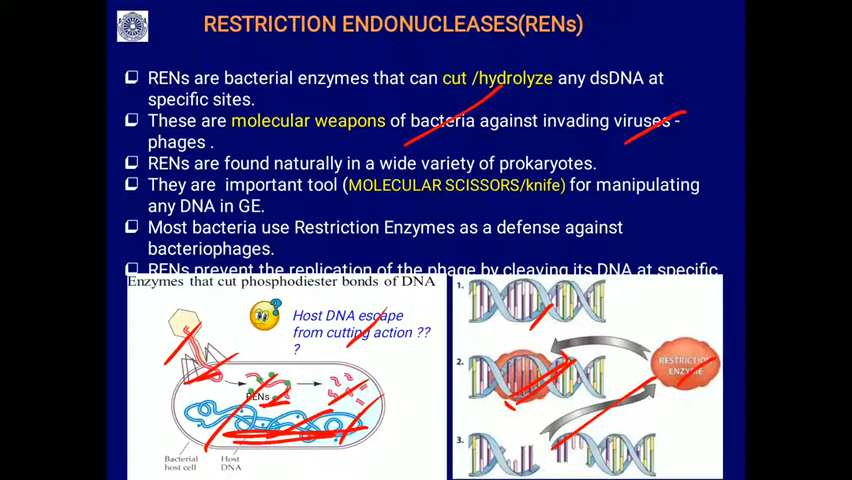 RESTRICTION ENDONUCLEASES(RENs)
❑ RENs are bacterial enzymes that can cut /hydrolyze any dsDNA at
specific sites.
❑ These are molecular weapons of bacteria against invading viruses -
phages .
❑ RENs are found naturally in a wide variety of prokaryotes.
❑ They are important tool (MOLECULAR SCISSORS/knife) for manipulating
any DNA in GE.
❑ Most bacteria use Restriction Enzymes as a defense against
bacteriophages.
❑ RENs prevent the replication of the phage by cleaving its DNA at specific
Enzymes that cut phosphodiester bonds of DNA
Host DNA escape
from cutting action ??
?
RENs
Bacterial
host cell
Host
DNA
1.
2.
RESTRICTION
ENZYME
3.